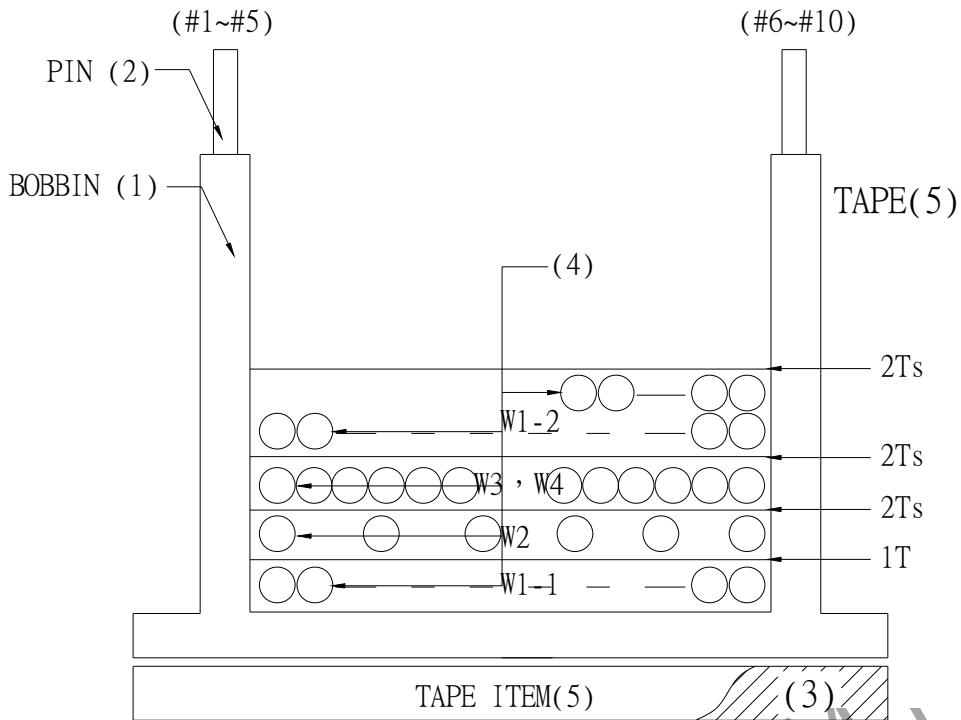 (#1~#5) (#6~#10)
PIN (2)
BOBBIN (1)
TAPE(5)
(4)
2Ts
W1-2
2Ts
W3，W4
2Ts
W2
1T
W1-1
TAPE ITEM(5) (3)